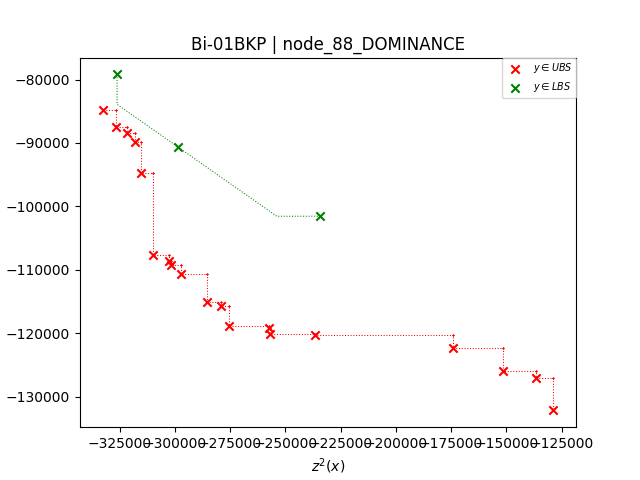 Bi-01BKP | node_88_DOMINANCE
y ∈ UBS
y ∈ LBS
−80000
−90000
−100000
−110000
−120000
−130000
−325000 −300000 −275000 −250000 −225000 −200000 −175000 −150000 −125000
z²(x)